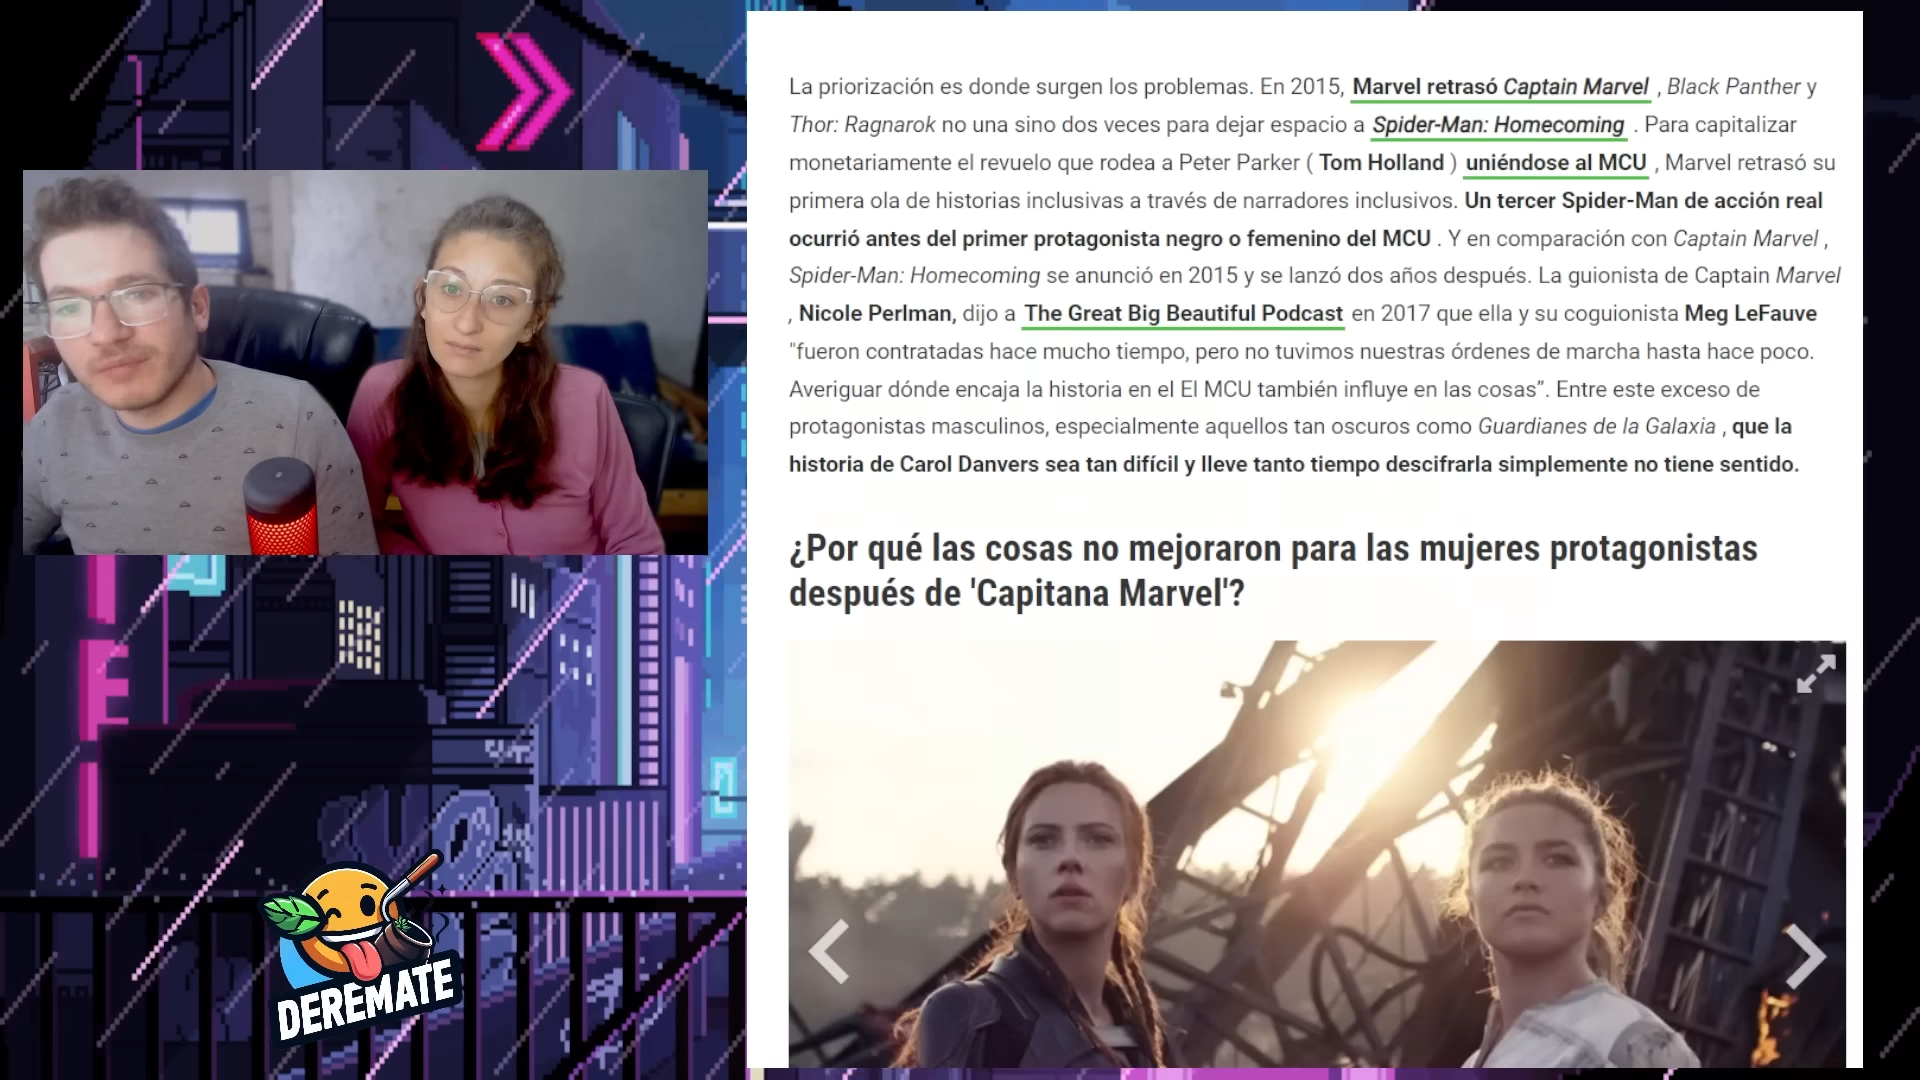 La priorización es donde surgen los problemas. En 2015, Marvel retrasó Captain Marvel , Black Panther y
Thor: Ragnarok no una sino dos veces para dejar espacio a Spider-Man: Homecoming . Para capitalizar
monetariamente el revuelo que rodea a Peter Parker ( Tom Holland ) uniéndose al MCU , Marvel retrasó su
primera ola de historias inclusivas a través de narradores inclusivos. Un tercer Spider-Man de acción real
ocurrió antes del primer protagonista negro o femenino del MCU . Y en comparación con Captain Marvel ,
Spider-Man: Homecoming se anunció en 2015 y se lanzó dos años después. La guionista de Captain Marvel
, Nicole Perlman, dijo a The Great Big Beautiful Podcast en 2017 que ella y su coguionista Meg LeFauve
"fueron contratadas hace mucho tiempo, pero no tuvimos nuestras órdenes de marcha hasta hace poco.
Averiguar dónde encaja la historia en el El MCU también influye en las cosas”. Entre este exceso de
protagonistas masculinos, especialmente aquellos tan oscuros como Guardianes de la Galaxia , que la
historia de Carol Danvers sea tan difícil y lleve tanto tiempo descifrarla simplemente no tiene sentido.
¿Por qué las cosas no mejoraron para las mujeres protagonistas
después de 'Capitana Marvel'?
DEREMATE